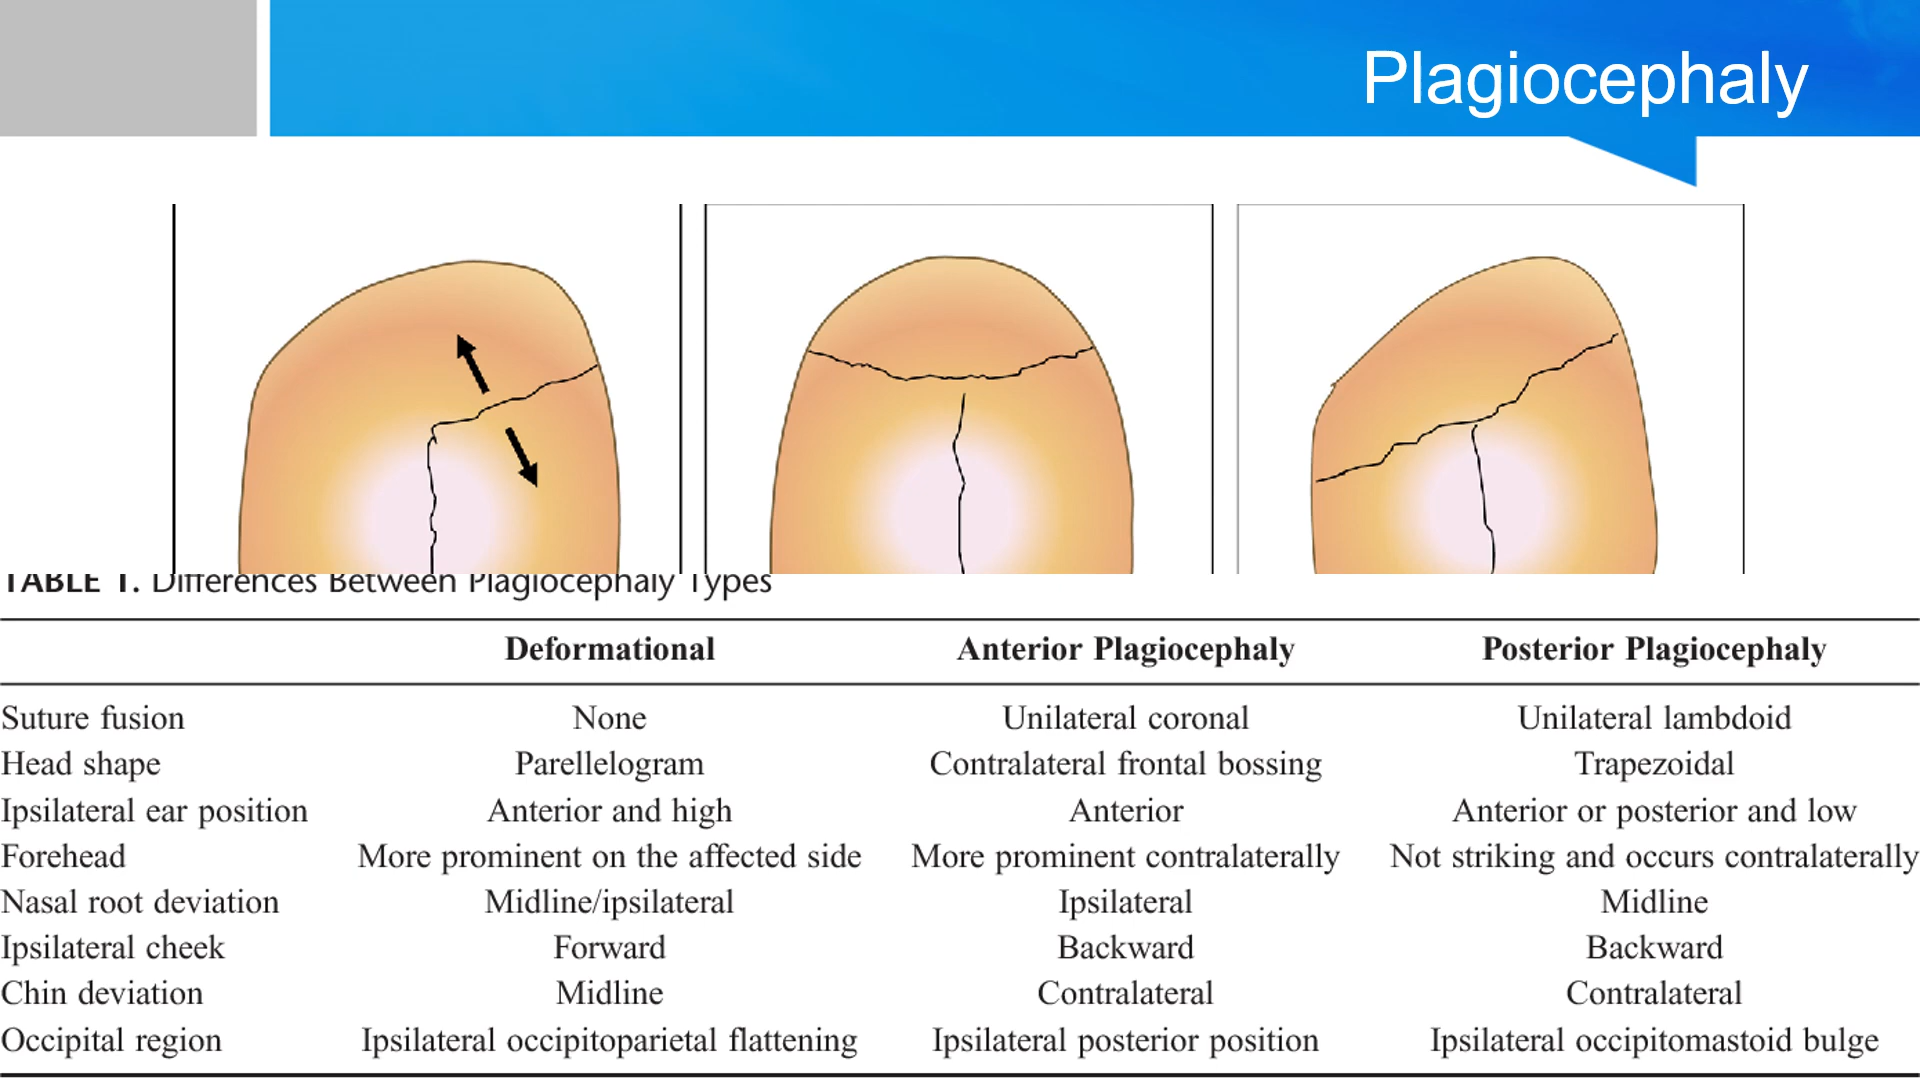 Plagiocephaly
TABLE 1. Differences Between Plagiocephaly Types
Deformational Anterior Plagiocephaly Posterior Plagiocephaly
Suture fusion None Unilateral coronal Unilateral lambdoid
Head shape Parellelogram Contralateral frontal bossing Trapezoidal
Ipsilateral ear position Anterior and high Anterior Anterior or posterior and low
Forehead More prominent on the affected side More prominent contralaterally Not striking and occurs contralaterally
Nasal root deviation Midline/ipsilateral Ipsilateral Midline
Ipsilateral cheek Forward Backward Backward
Chin deviation Midline Contralateral Contralateral
Occipital region Ipsilateral occipitoparietal flattening Ipsilateral posterior position Ipsilateral occipitomastoid bulge